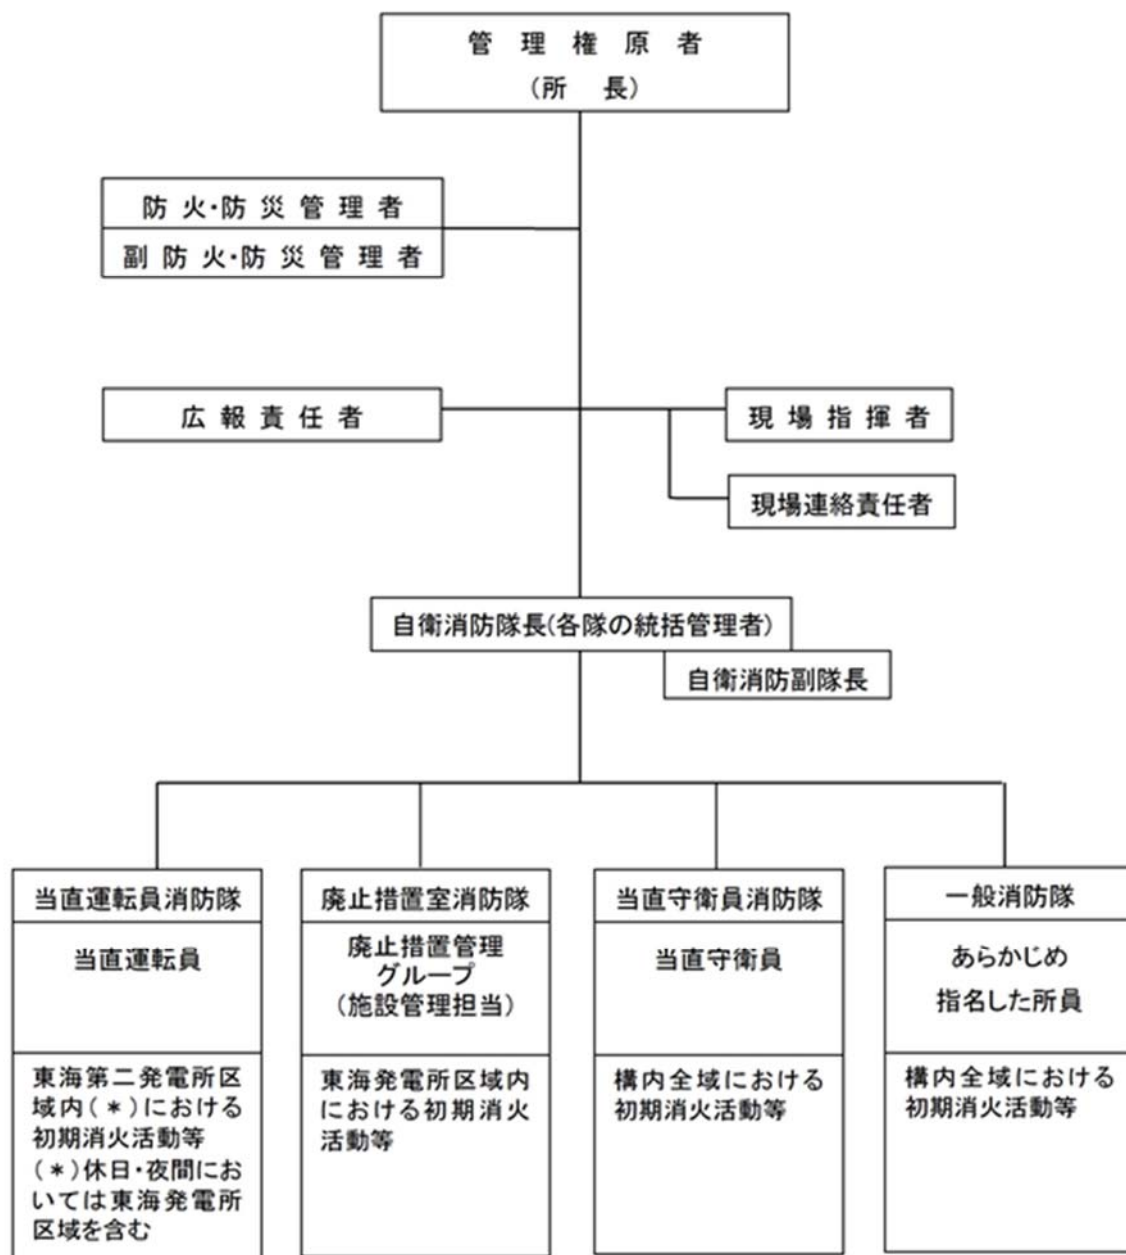 管理権原者
(所 長)
防火・防災管理者
副防火・防災管理者
広報責任者
現場指揮者
現場連絡責任者
自衛消防隊長(各隊の統括管理者)
自衛消防副隊長
当直運転員消防隊
当直運転員
東海第二発電所区
域内(*)における
初期消火活動等
(*)休日・夜間にお
いては東海発電所
区域を含む
廃止措置室消防隊
廃止措置管理
グループ
(施設管理担当)
東海発電所区域内
における初期消火
活動等
当直守衛員消防隊
当直守衛員
構内全域における
初期消火活動等
一般消防隊
あらかじめ
指名した所員
構内全域における
初期消火活動等